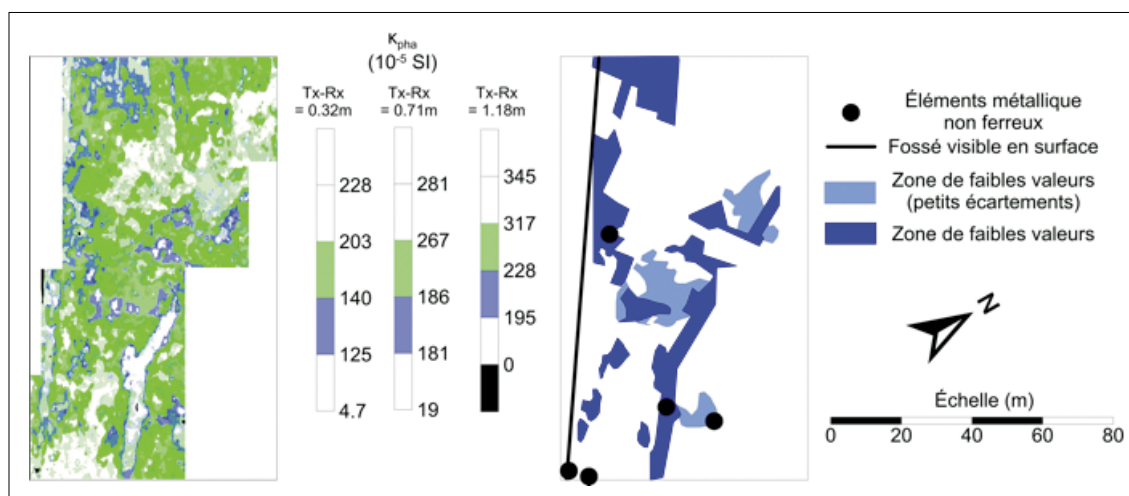 Kpha
(10⁻⁵ SI)
Tx-Rx
= 0.32m
Tx-Rx
= 0.71m
Tx-Rx
= 1.18m
228
203
140
125
4.7
281
267
186
181
19
345
317
228
195
0
Éléments métallique
non ferreux
Fossé visible en surface
Zone de faibles valeurs
(petits écartements)
Zone de faibles valeurs
N
Échelle (m)
0 20 40 60 80